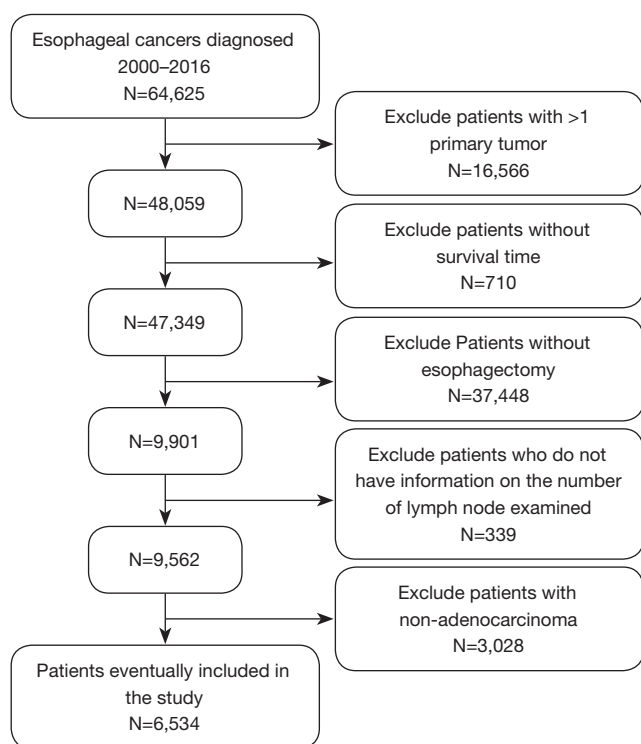 Esophageal cancers diagnosed
2000–2016
N=64,625
Exclude patients with >1
primary tumor
N=16,566
N=48,059
Exclude patients without
survival time
N=710
N=47,349
Exclude Patients without
esophagectomy
N=37,448
N=9,901
Exclude patients who do not
have information on the number
of lymph node examined
N=339
N=9,562
Exclude patients with
non-adenocarcinoma
N=3,028
Patients eventually included in
the study
N=6,534